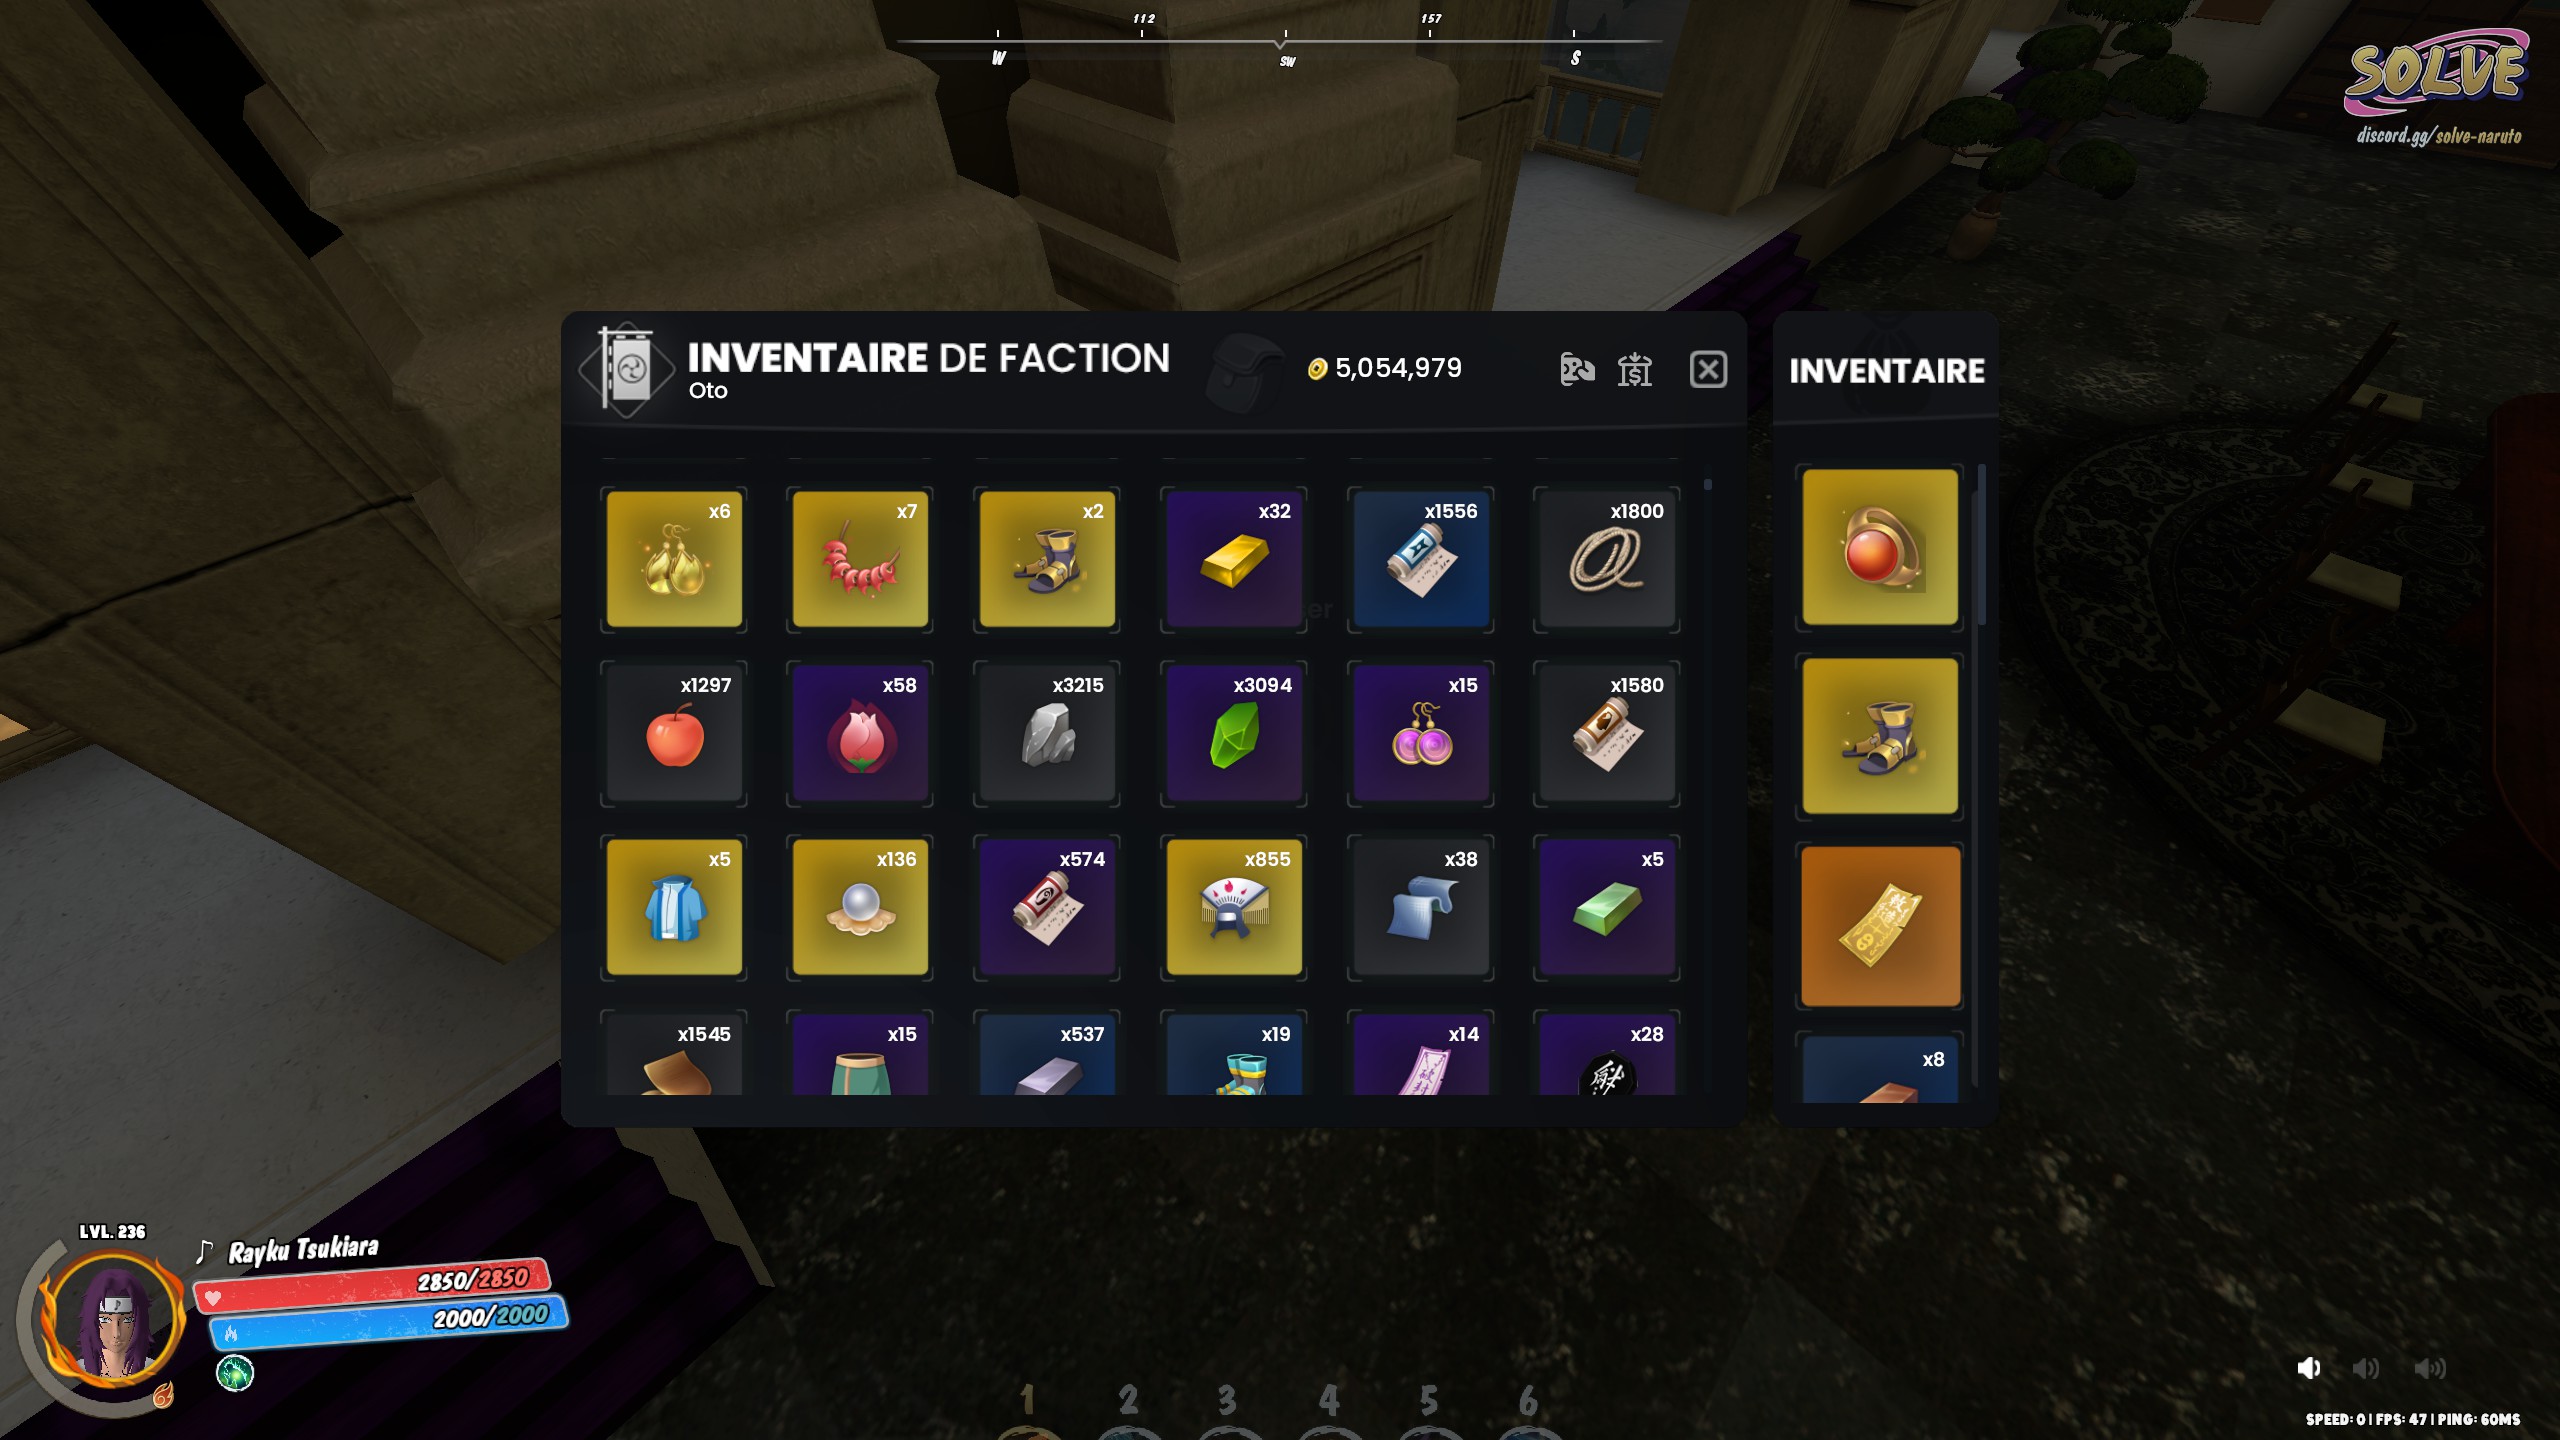 112
157
W
SW
S
SOLVE
discord.gg/solve-naruto
INVENTAIRE DE FACTION
Oto
5,054,979
INVENTAIRE
x6
x7
x2
x32
x1556
x1800
x1297
x58
x3215
x3094
x15
x1580
x5
x136
x574
x855
x38
x5
x1545
x15
x537
x19
x14
x28
x8
LVL. 236
Rayku Tsukiara
2850/2850
2000/2000
1 2 3 4 5 6
SPEED: 0 | FPS: 47 | PING: 60MS